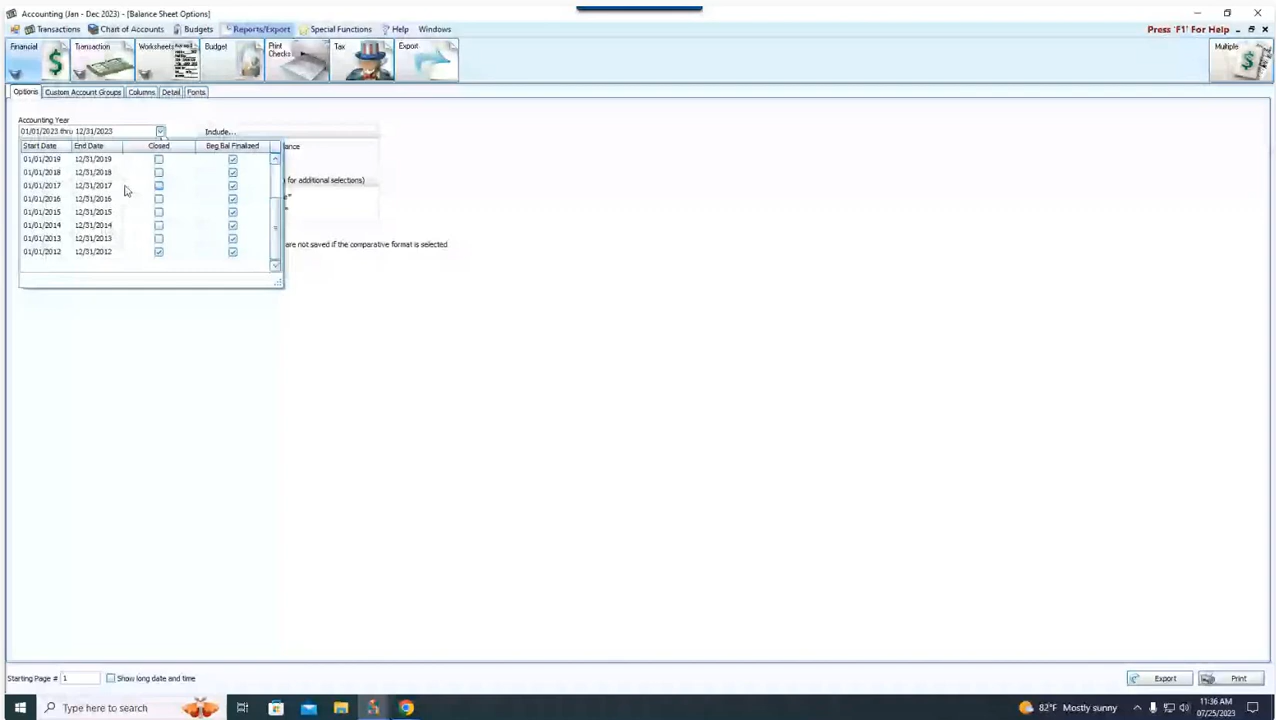 Accounting (Jan - Dec 2023) - [Balance Sheet Options]
Transactions Chart of Accounts Budgets Reports/Export Special Functions Help Windows Press 'F1' For Help
Financial Transaction Worksheets Budget Print Checks Tax Export Multiple
Options Custom Account Groups Columns Detail Fonts
Accounting Year
01/01/2023 thru 12/31/2023 Include...
Start Date End Date Closed Beg Bal Finalized lance
01/01/2019 12/31/2019
01/01/2018 12/31/2018
01/01/2017 12/31/2017 for additional selections)
01/01/2016 12/31/2016
01/01/2015 12/31/2015
01/01/2014 12/31/2014
01/01/2013 12/31/2013 are not saved if the comparative format is selected
01/01/2012 12/31/2012
Starting Page # 1 Show long date and time Export Print
Type here to search 82°F Mostly sunny 11:36 AM
07/25/2023